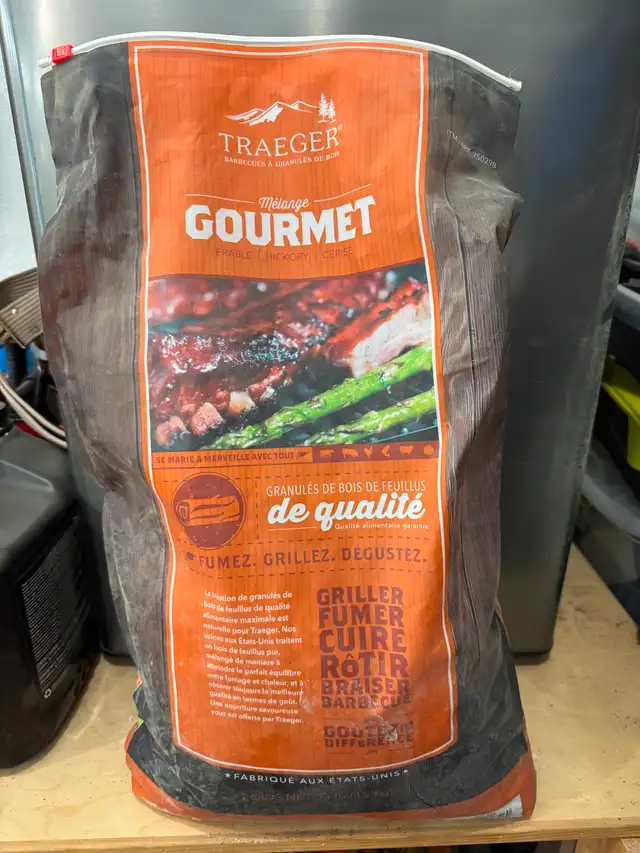 TRAEGER®
BARBECUES À GRANULÉS DE BOIS
950298
Mélange
GOURMET
ÉRABLE | HICKORY | CERISE
SE MARIE À MERVEILLE AVEC TOUT
GRANULÉS DE BOIS DE FEUILLUS
de qualité
Qualité alimentaire garantie
FUMEZ. GRILLEZ. DÉGUSTEZ.
La création de granulés de
bois de feuillus de qualité
alimentaire maximale est
naturelle pour Traeger. Nos
usines aux États-Unis traitent
un bois de feuillus pur,
mélangé de manière à
atteindre le parfait équilibre
entre fumage et chaleur, et à
obtenir toujours la meilleure
qualité en termes de goût.
Une nourriture savoureuse
vous est offerte par Traeger.
GRILLER
FUMER
CUIRE
RÔTIR
BRAISER
BARBECUE
GOÛTEZ LA
DIFFÉRENCE
★FABRIQUÉ AUX ÉTATS-UNIS★
POIDS NET